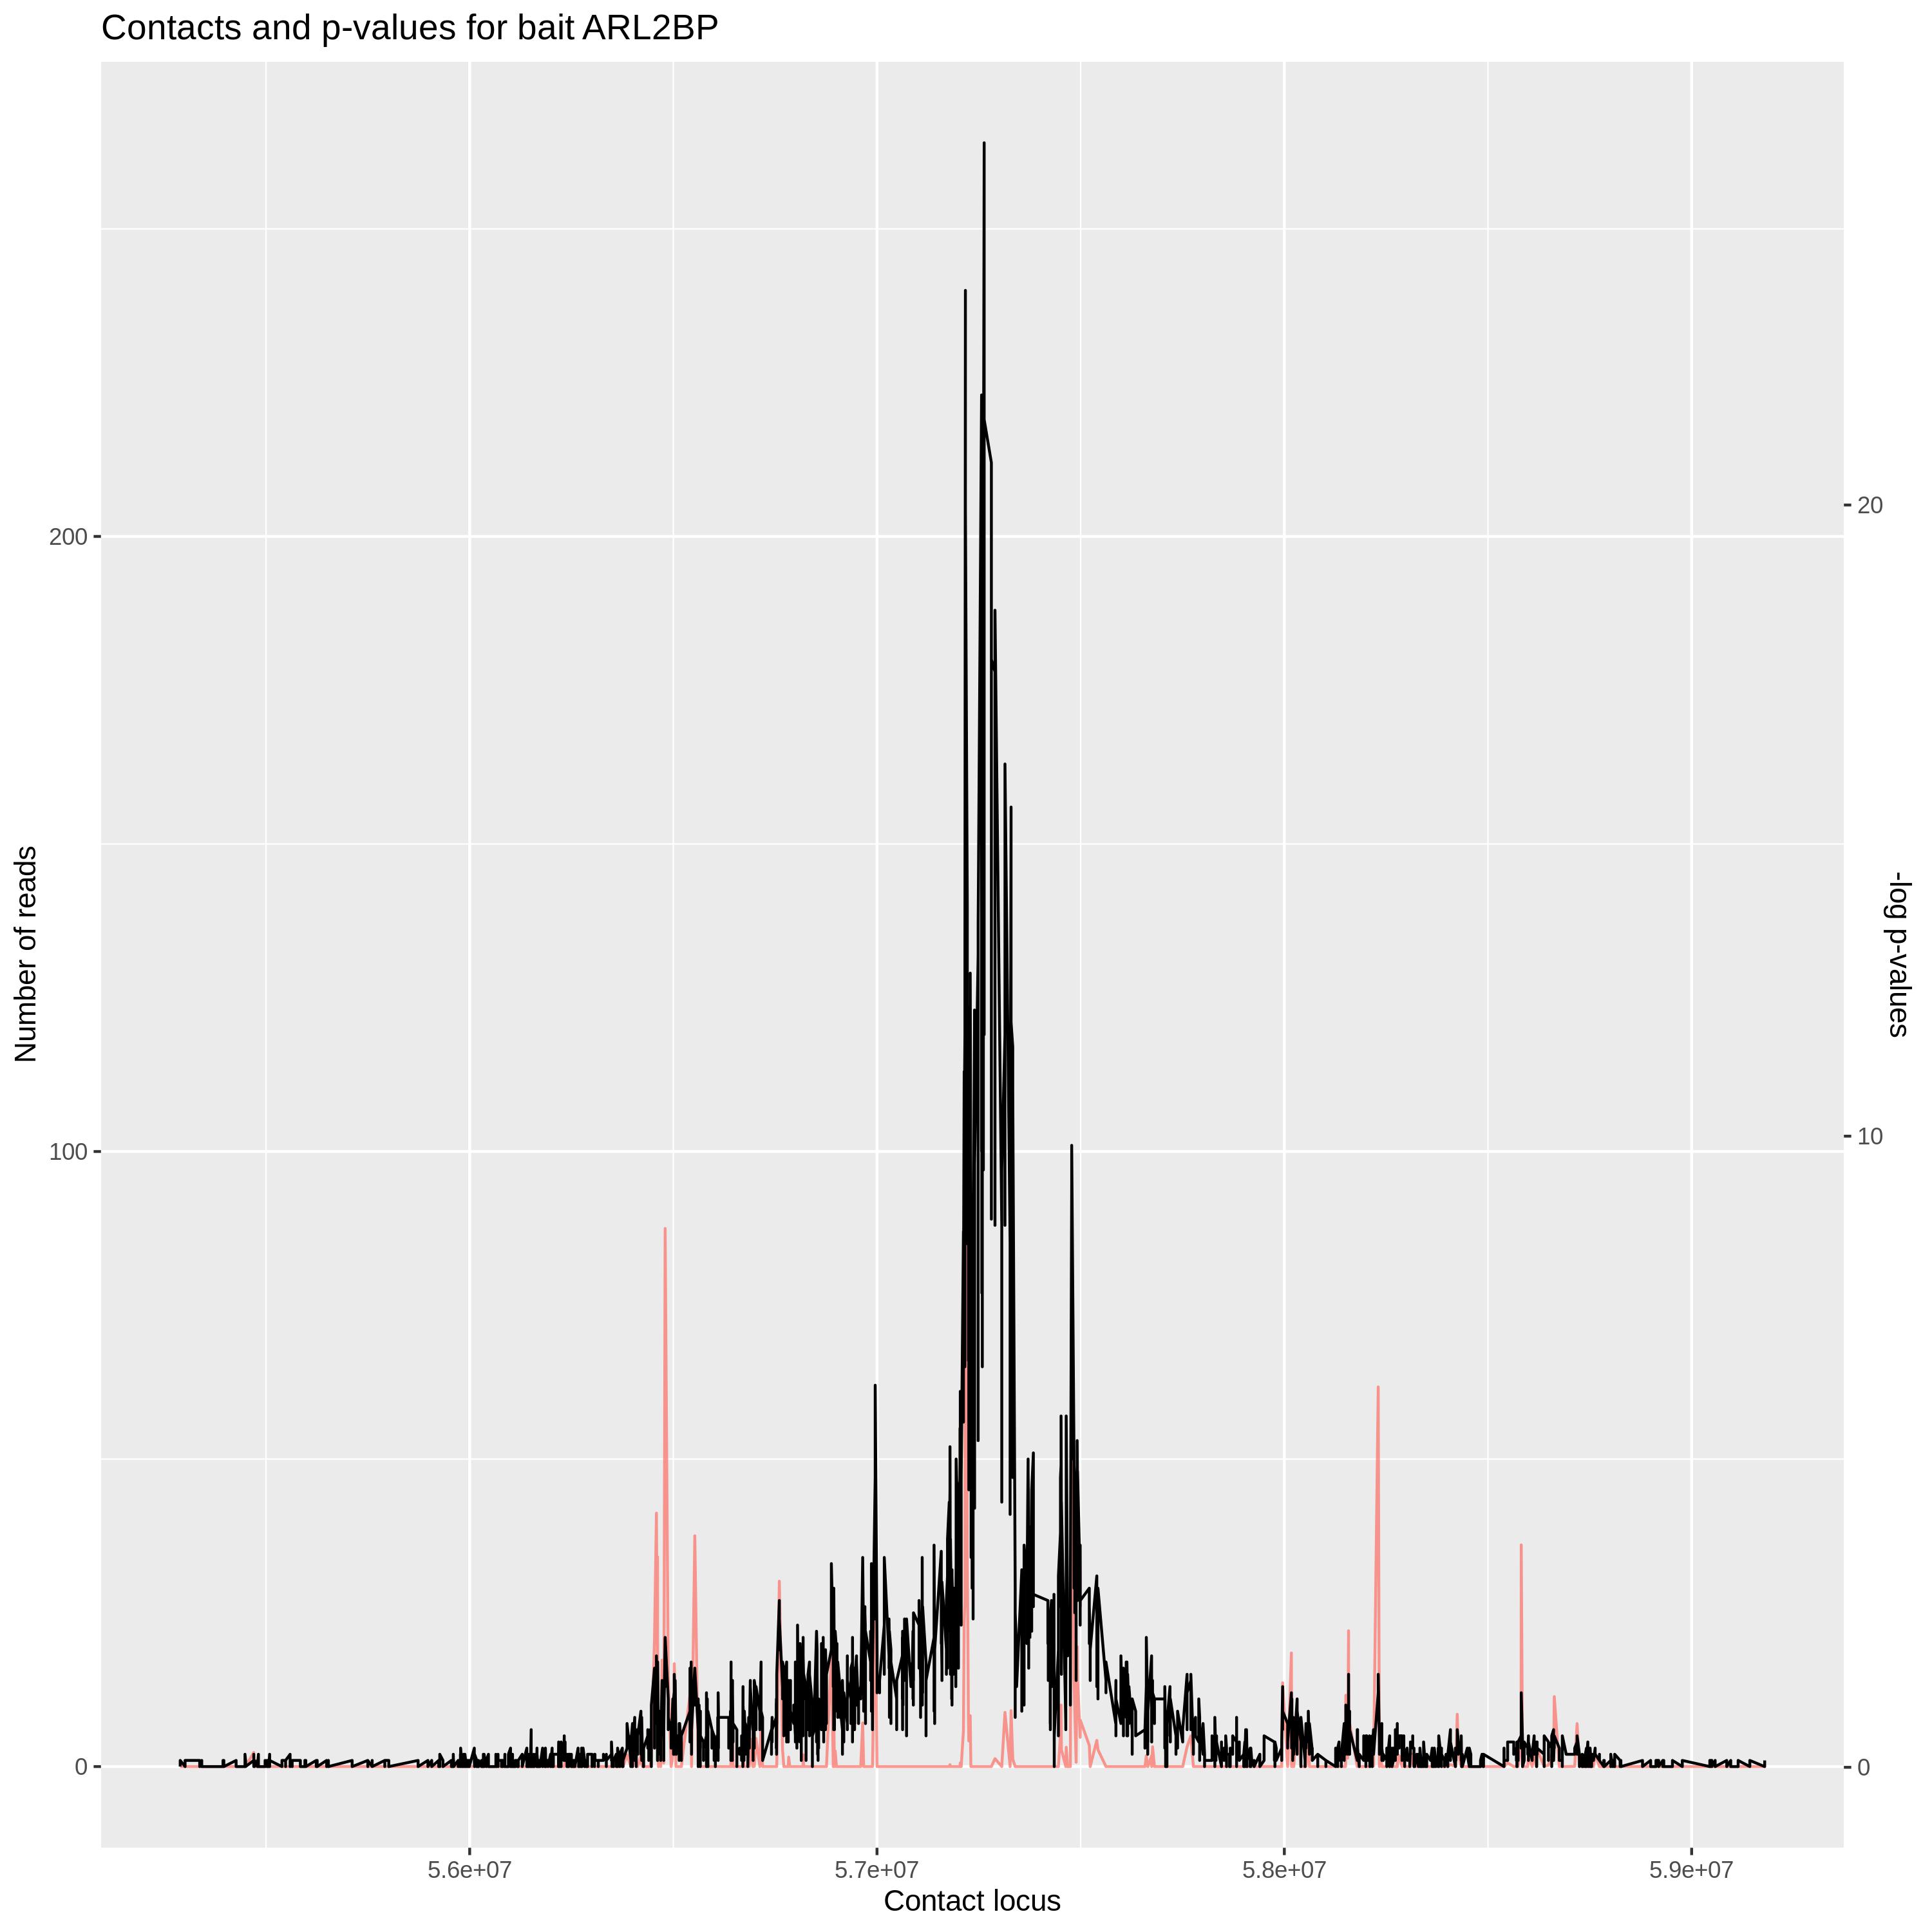 Contacts and p-values for bait ARL2BP
Number of reads
200
100
0
20
10
0
-log p-values
5.6e+07
5.7e+07
5.8e+07
5.9e+07
Contact locus